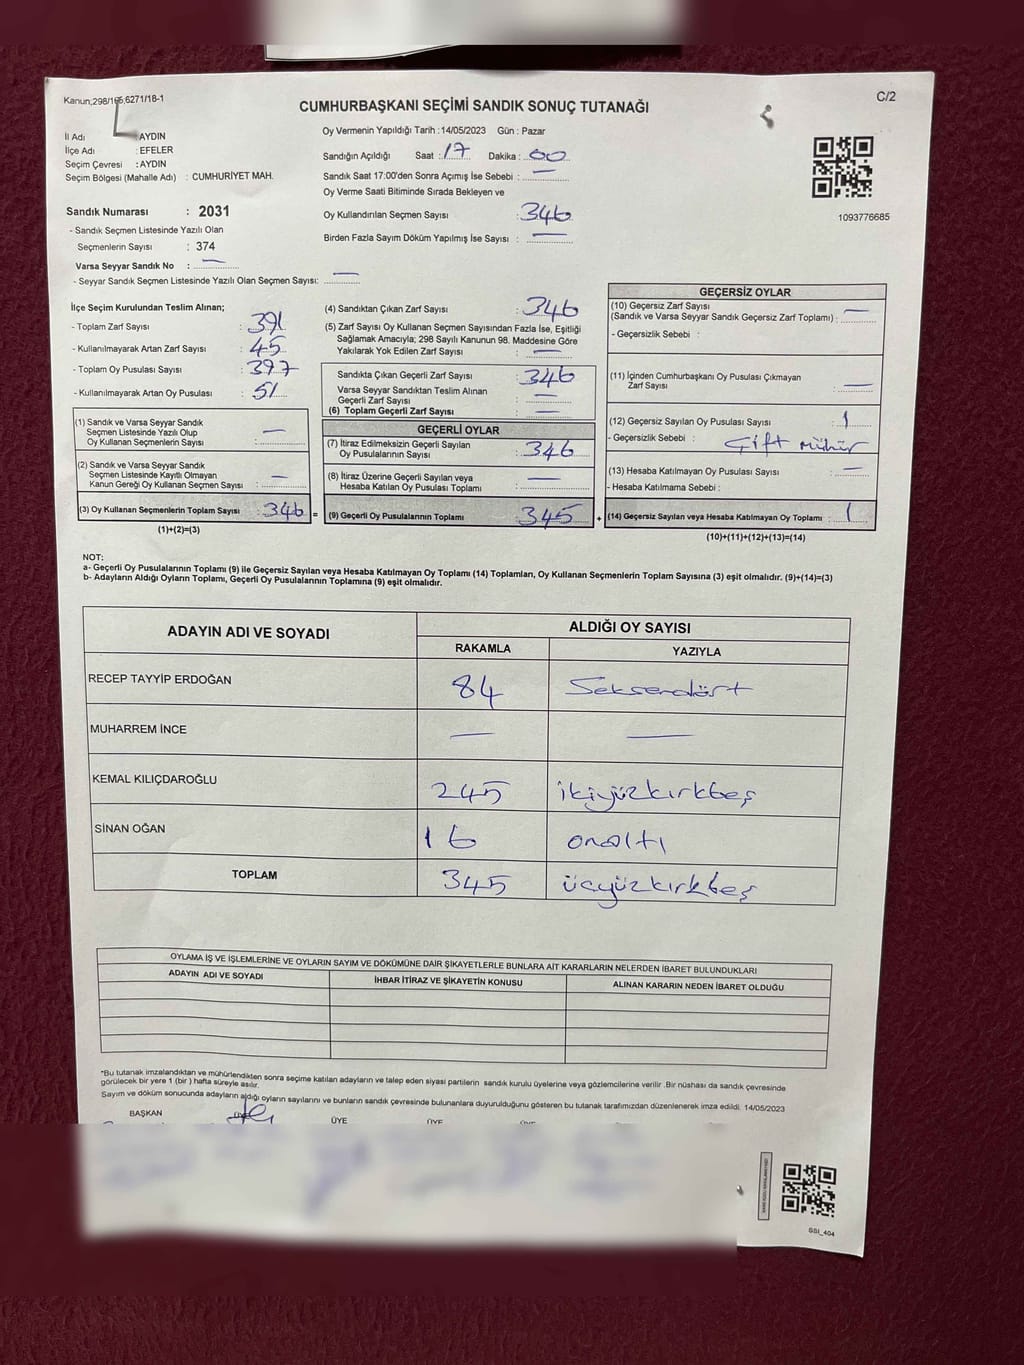 Kanun;298/165,6271/18-1
C/2
CUMHURBAŞKANI SEÇİMİ SANDIK SONUÇ TUTANAĞI
İl Adı : AYDIN
İlçe Adı : EFELER
Seçim Çevresi : AYDIN
Seçim Bölgesi (Mahalle Adı) : CUMHURİYET MAH.
Sandık Numarası : 2031
- Sandık Seçmen Listesinde Yazılı Olan
Seçmenlerin Sayısı : 374
Varsa Seyyar Sandık No : —
- Seyyar Sandık Seçmen Listesinde Yazılı Olan Seçmen Sayısı: —
Oy Vermenin Yapıldığı Tarih :14/05/2023 Gün : Pazar
Sandığın Açıldığı Saat : 17 Dakika : 00
Sandık Saat 17:00'den Sonra Açımış İse Sebebi : —
Oy Verme Saati Bitiminde Sırada Bekleyen ve
Oy Kullandırılan Seçmen Sayısı : 346
Birden Fazla Sayım Döküm Yapılmış İse Sayısı : —
1093776685
İlçe Seçim Kurulundan Teslim Alınan;
- Toplam Zarf Sayısı : 391
- Kullanılmayarak Artan Zarf Sayısı : 45
- Toplam Oy Pusulası Sayısı : 397
- Kullanılmayarak Artan Oy Pusulası : 51
(1) Sandık ve Varsa Seyyar Sandık
Seçmen Listesinde Yazılı Olup
Oy Kullanan Seçmenlerin Sayısı : —
(2) Sandık ve Varsa Seyyar Sandık
Seçmen Listesinde Kayıtlı Olmayan
Kanun Gereği Oy Kullanan Seçmen Sayısı : —
(3) Oy Kullanan Seçmenlerin Toplam Sayısı : 346 =
(1)+(2)=(3)
(4) Sandıktan Çıkan Zarf Sayısı : 346
(5) Zarf Sayısı Oy Kullanan Seçmen Sayısından Fazla İse, Eşitliği
Sağlamak Amacıyla; 298 Sayılı Kanunun 98. Maddesine Göre
Yakılarak Yok Edilen Zarf Sayısı : —
Sandıkta Çıkan Geçerli Zarf Sayısı : 346
Varsa Seyyar Sandıktan Teslim Alınan
Geçerli Zarf Sayısı : —
(6) Toplam Geçerli Zarf Sayısı : —
GEÇERLİ OYLAR
(7) İtiraz Edilmeksizin Geçerli Sayılan
Oy Pusulalarının Sayısı : 346
(8) İtiraz Üzerine Geçerli Sayılan veya
Hesaba Katılan Oy Pusulası Toplamı : —
(9) Geçerli Oy Pusulalarının Toplamı 345 +
GEÇERSİZ OYLAR
(10) Geçersiz Zarf Sayısı
(Sandık ve Varsa Seyyar Sandık Geçersiz Zarf Toplamı) : —
- Geçersizlik Sebebi :
(11) İçinden Cumhurbaşkanı Oy Pusulası Çıkmayan
Zarf Sayısı : —
(12) Geçersiz Sayılan Oy Pusulası Sayısı : 1
- Geçersizlik Sebebi : Çift Mühür
(13) Hesaba Katılmayan Oy Pusulası Sayısı : —
- Hesaba Katılmama Sebebi :
(14) Geçersiz Sayılan veya Hesaba Katılmayan Oy Toplamı : 1
(10)+(11)+(12)+(13)=(14)
NOT:
a- Geçerli Oy Pusulalarının Toplamı (9) ile Geçersiz Sayılan veya Hesaba Katılmayan Oy Toplamı (14) Toplamları, Oy Kullanan Seçmenlerin Toplam Sayısına (3) eşit olmalıdır. (9)+(14)=(3)
b- Adayların Aldığı Oyların Toplamı, Geçerli Oy Pusulalarının Toplamına (9) eşit olmalıdır.
ADAYIN ADI VE SOYADI
ALDIĞI OY SAYISI
RAKAMLA YAZIYLA
RECEP TAYYİP ERDOĞAN 84 Seksendört
MUHARREM İNCE — —
KEMAL KILIÇDAROĞLU 245 ikiyüzkırkbeş
SİNAN OĞAN 16 onaltı
TOPLAM 345 üçyüzkırkbeş
OYLAMA İŞ VE İŞLEMLERİNE VE OYLARIN SAYIM VE DÖKÜMÜNE DAİR ŞİKAYETLERLE BUNLARA AİT KARARLARIN NELERDEN İBARET BULUNDUKLARI
ADAYIN ADI VE SOYADI İHBAR İTİRAZ VE ŞİKAYETİN KONUSU ALINAN KARARIN NEDEN İBARET OLDUĞU
*Bu tutanak imzalandıktan ve mühürlendikten sonra seçime katılan adayların ve talep eden siyasi partilerin sandık kurulu üyelerine veya gözlemcilerine verilir .Bir nüshası da sandık çevresinde
görülecek bir yere 1 (bir ) hafta süreyle asılır.
Sayım ve döküm sonucunda adayların aldığı oyların sayılarını ve bunların sandık çevresinde bulunanlara duyurulduğunu gösteren bu tutanak tarafımızdan düzenlenerek imza edildi. 14/05/2023
BAŞKAN ÜYE ÜYE ÜYE
GSI_404